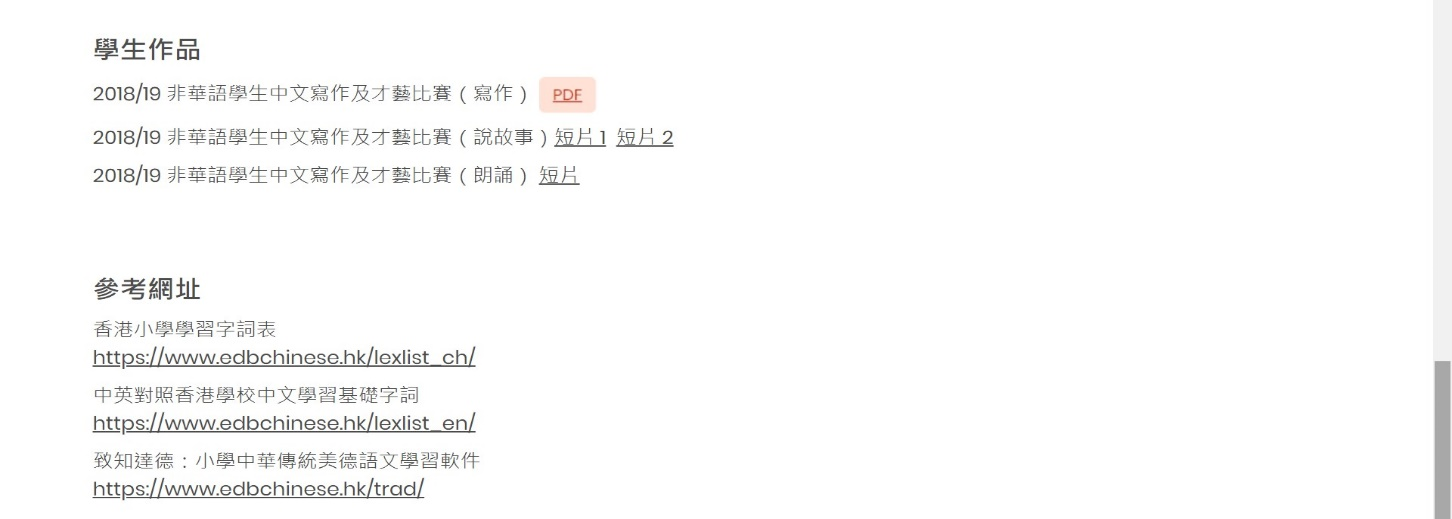 學生作品
2018/19 非華語學生中文寫作及才藝比賽（寫作） PDF
2018/19 非華語學生中文寫作及才藝比賽（說故事）短片 1 短片 2
2018/19 非華語學生中文寫作及才藝比賽（朗誦） 短片
參考網址
香港小學學習字詞表
https://www.edbchinese.hk/lexlist_ch/
中英對照香港學校中文學習基礎字詞
https://www.edbchinese.hk/lexlist_en/
致知達德：小學中華傳統美德語文學習軟件
https://www.edbchinese.hk/trad/